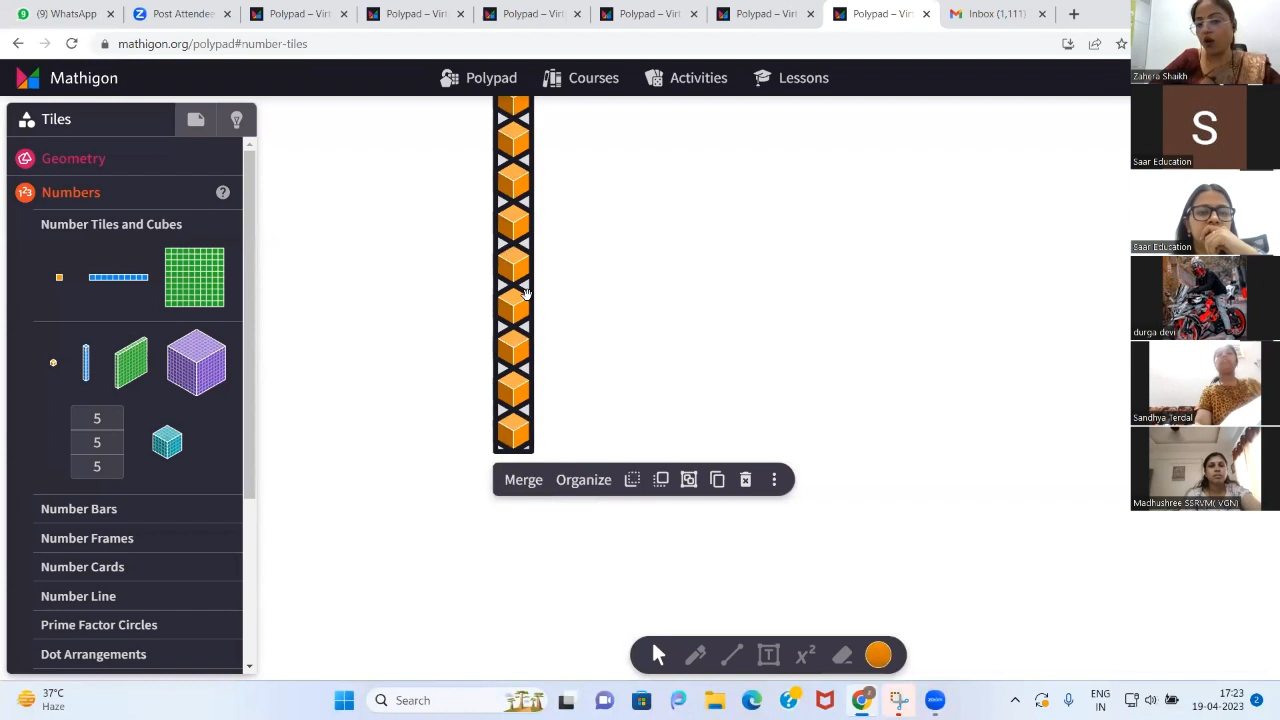 (9) WhatsApp
Post Attende
Polypad – Virt
Polypad – Virt
Polypad – Virt
Polypad – Virt
Polypad – Virt
Polypad – Virt
Inbox (1,111)
mathigon.org/polypad#number-tiles
Mathigon
Polypad
Courses
Activities
Lessons
Zahera Shaikh
Tiles
S
Saar Education
Geometry
Numbers
?
Number Tiles and Cubes
Saar Education
durga devi
5
5
5
Sandhya Terdal
Merge
Organize
Madhushree SSRVM( VGN)
Number Bars
Number Frames
Number Cards
Number Line
Prime Factor Circles
Dot Arrangements
T
x²
37°C
Haze
Search
zoom
ENG
IN
17:23
19-04-2023
2